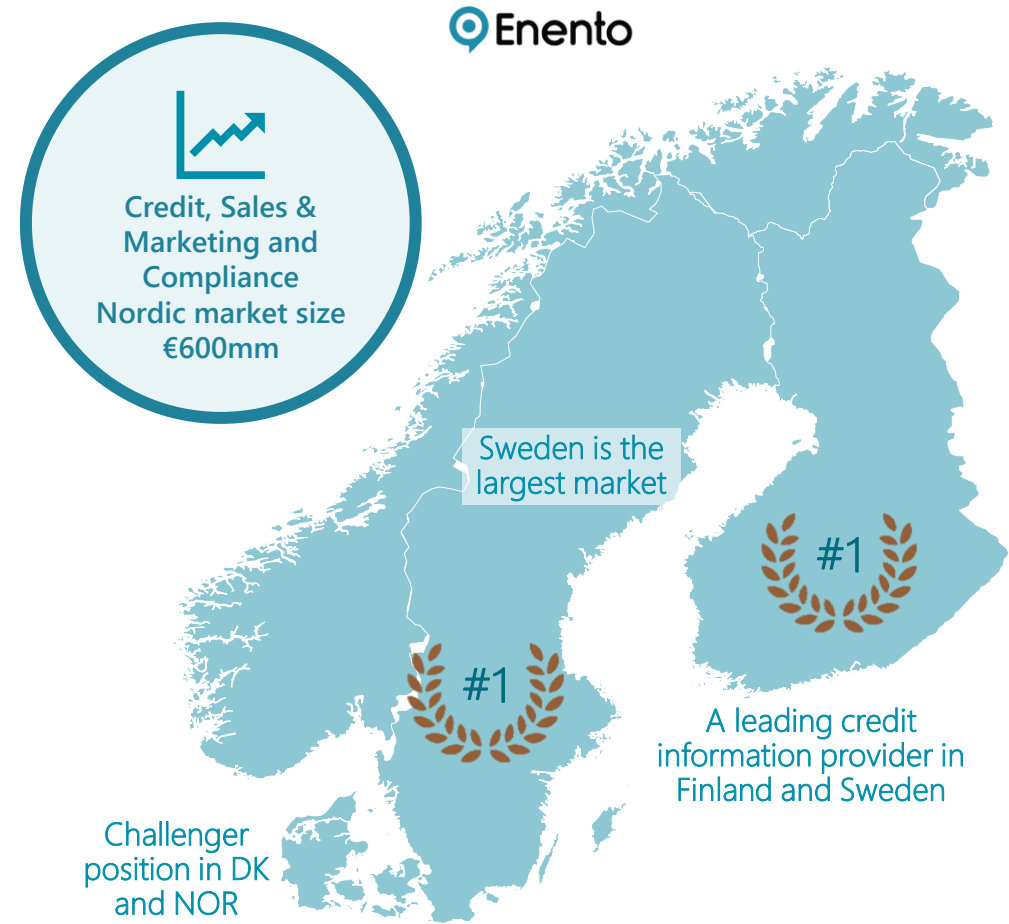 Enento
Credit, Sales &
Marketing and
Compliance
Nordic market size
€600mm
Sweden is the
largest market
#1
#1
A leading credit
information provider in
Finland and Sweden
Challenger
position in DK
and NOR